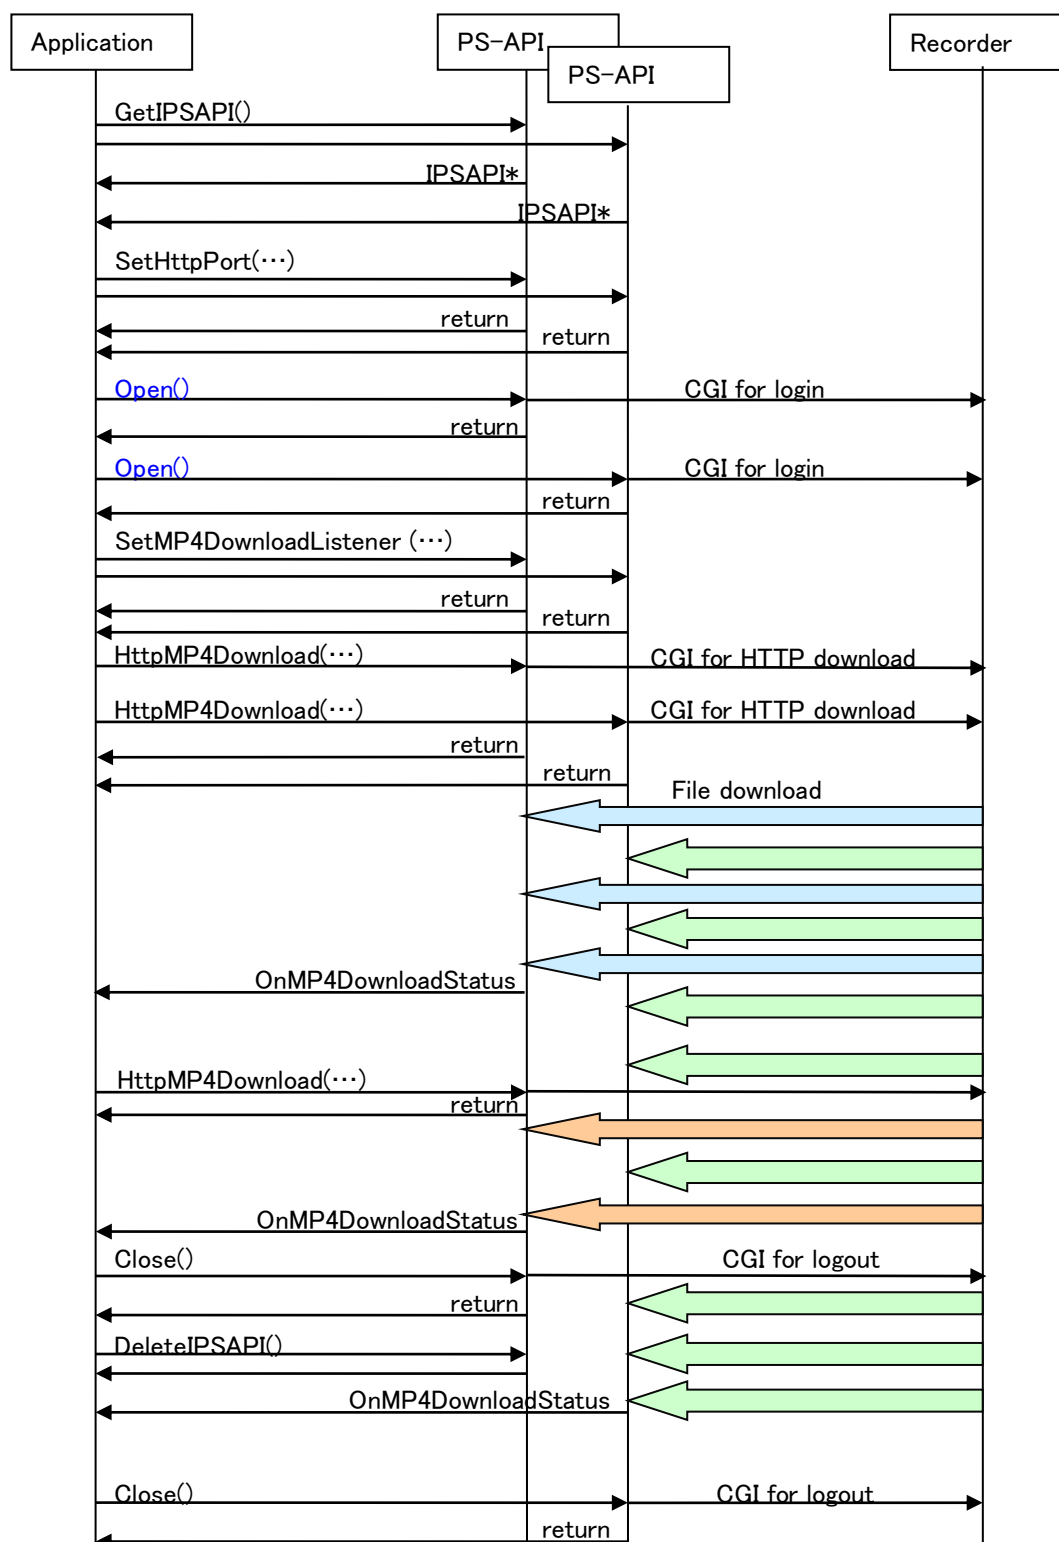 Application
PS-API
PS-API
Recorder
GetIPSAPI()
IPSAPI*
IPSAPI*
SetHttpPort(･･･)
return
return
Open()
CGI for login
return
Open()
CGI for login
return
SetMP4DownloadListener (･･･)
return
return
HttpMP4Download(･･･)
CGI for HTTP download
HttpMP4Download(･･･)
CGI for HTTP download
return
return
File download
OnMP4DownloadStatus
HttpMP4Download(･･･)
return
OnMP4DownloadStatus
Close()
CGI for logout
return
DeleteIPSAPI()
OnMP4DownloadStatus
Close()
CGI for logout
return